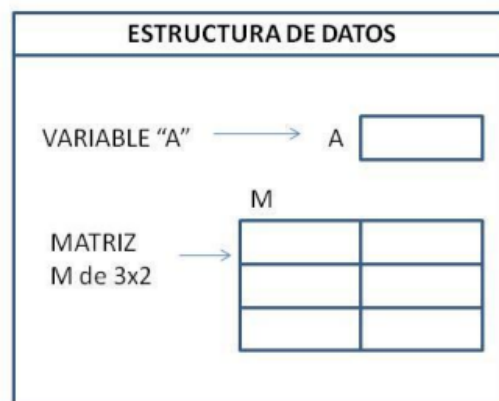 ESTRUCTURA DE DATOS
VARIABLE “A”
A
M
MATRIZ
M de 3x2